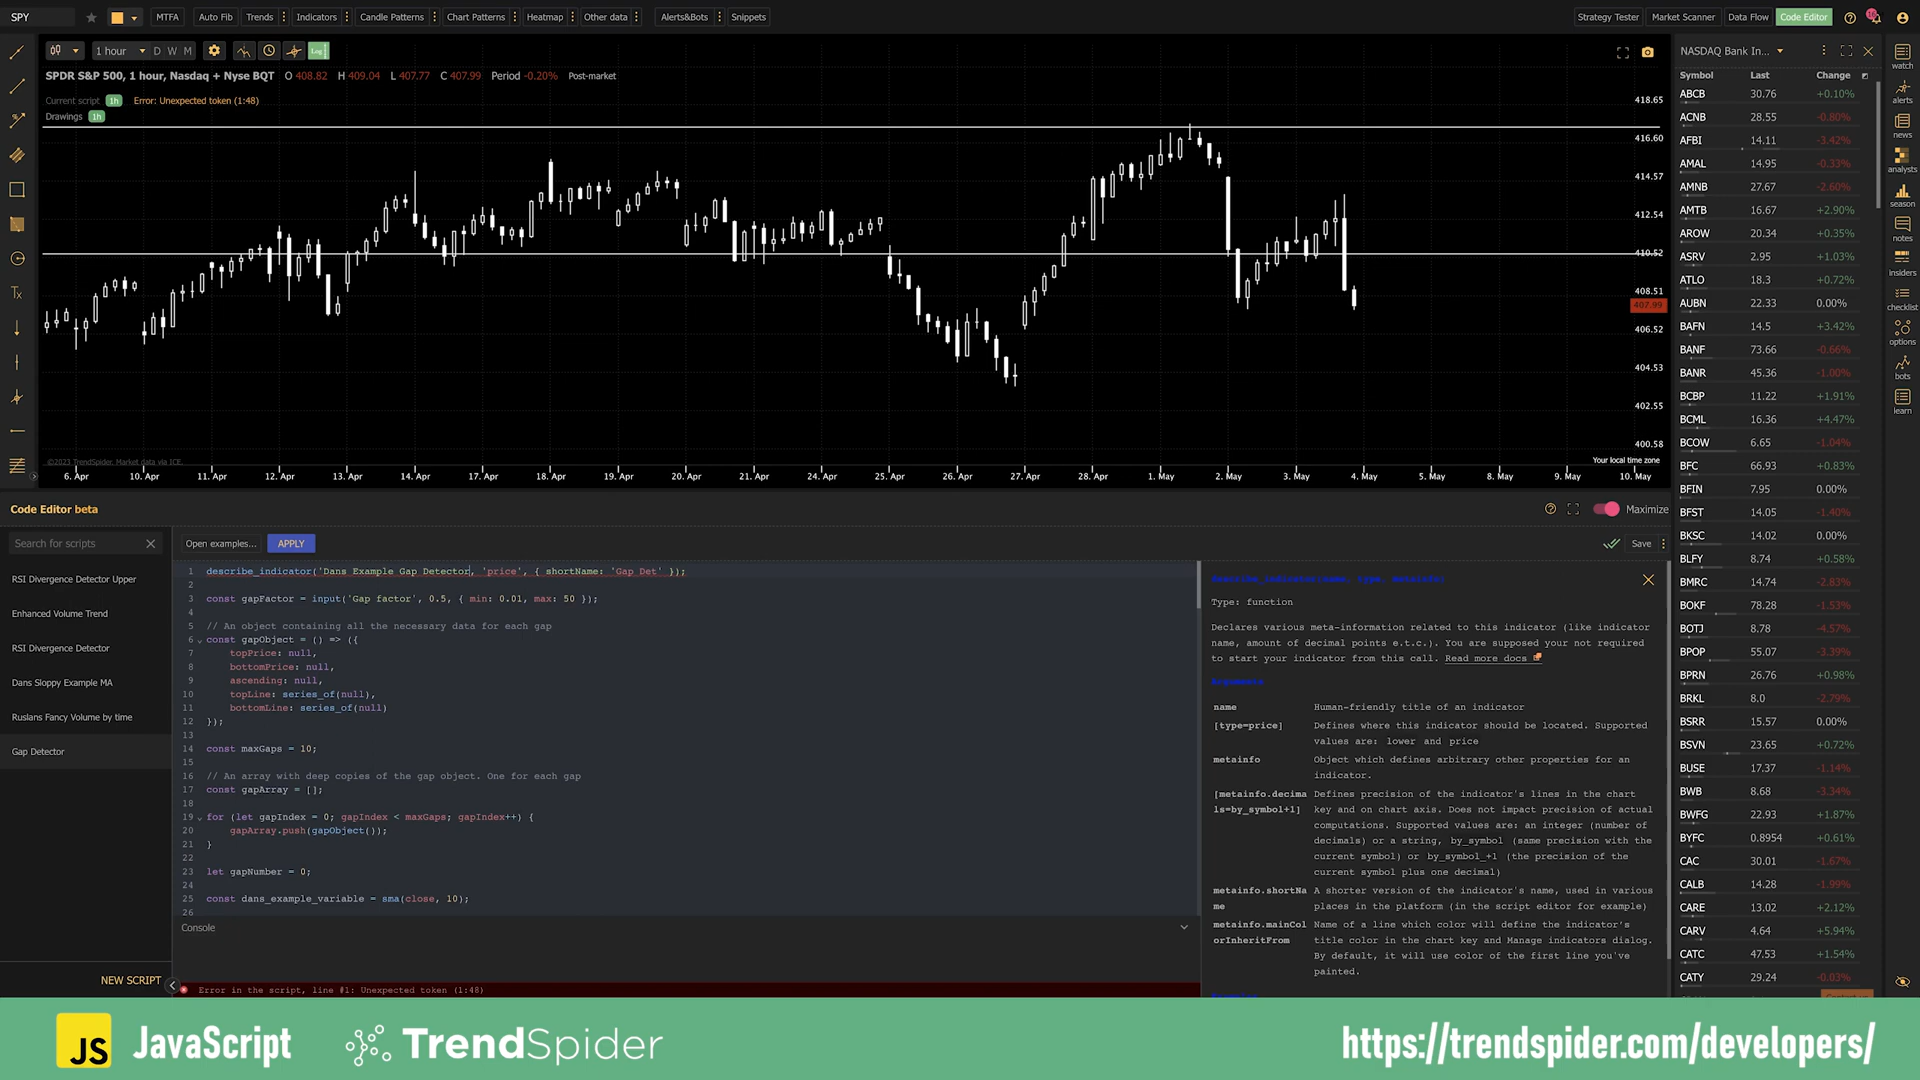 SPY MTFA Auto Fib Trends Indicators Candle Patterns Chart Patterns Heatmap Other data Alerts&Bots Snippets Strategy Tester Market Scanner Data Flow Code Editor
1 hour D W M Log
SPDR S&P 500, 1 hour, Nasdaq + Nyse BQT O 408.82 H 409.04 L 407.77 C 407.99 Period -0.20% Post-market
Current script 1h Error: Unexpected token (1:48)
Drawings 1h
418.65
416.60
414.57
412.54
410.52
408.51
407.99
406.52
404.53
402.55
400.58
©2023 TrendSpider. Market data via ICE.
Your local time zone
6. Apr 10. Apr 11. Apr 12. Apr 13. Apr 14. Apr 17. Apr 18. Apr 19. Apr 20. Apr 21. Apr 24. Apr 25. Apr 26. Apr 27. Apr 28. Apr 1. May 2. May 3. May 4. May 5. May 8. May 9. May 10. May
NASDAQ Bank In...
Symbol Last Change
ABCB 30.76 +0.10%
ACNB 28.55 -0.80%
AFBI 14.11 -3.42%
AMAL 14.95 -0.33%
AMNB 27.67 -2.60%
AMTB 16.67 +2.90%
AROW 20.34 +0.35%
ASRV 2.95 +1.03%
ATLO 18.3 +0.72%
AUBN 22.33 0.00%
BAFN 14.5 +3.42%
BANF 73.66 -0.66%
BANR 45.36 -1.00%
BCBP 11.22 +1.91%
BCML 16.36 +4.47%
BCOW 6.65 -1.04%
BFC 66.93 +0.83%
BFIN 7.95 0.00%
BFST 14.05 -1.40%
BKSC 14.02 0.00%
BLFY 8.74 +0.58%
BMRC 14.74 -2.83%
BOKF 78.28 -1.53%
BOTJ 8.78 -4.57%
BPOP 55.07 -3.39%
BPRN 26.76 +0.98%
BRKL 8.0 -2.79%
BSRR 15.57 0.00%
BSVN 23.65 +0.72%
BUSE 17.37 -1.14%
BWB 8.68 -3.34%
BWFG 22.93 +1.87%
BYFC 0.8954 +0.61%
CAC 30.01 -1.67%
CALB 14.28 -1.99%
CARE 13.02 +2.12%
CARV 4.64 +5.94%
CATC 47.53 +1.54%
CATY 29.24 -0.03%
watch
alerts
news
analysts
season
notes
insiders
checklist
options
bots
learn
Code Editor beta
Maximize
Search for scripts
Open examples... APPLY
Save
RSI Divergence Detector Upper
Enhanced Volume Trend
RSI Divergence Detector
Dans Sloppy Example MA
Ruslans Fancy Volume by time
Gap Detector
NEW SCRIPT
1 describe_indicator('Dans Example Gap Detector, 'price', { shortName: 'Gap Det' });
2
3 const gapFactor = input('Gap factor', 0.5, { min: 0.01, max: 50 });
4
5 // An object containing all the necessary data for each gap
6 const gapObject = () => ({
7 topPrice: null,
8 bottomPrice: null,
9 ascending: null,
10 topLine: series_of(null),
11 bottomLine: series_of(null)
12 });
13
14 const maxGaps = 10;
15
16 // An array with deep copies of the gap object. One for each gap
17 const gapArray = [];
18
19 for (let gapIndex = 0; gapIndex < maxGaps; gapIndex++) {
20 gapArray.push(gapObject());
21 }
22
23 let gapNumber = 0;
24
25 const dans_example_variable = sma(close, 10);
26
Console
Error in the script, line #1: Unexpected token (1:48)
Type: function
Declares various meta-information related to this indicator (like indicator
name, amount of decimal points e.t.c.). You are supposed your not required
to start your indicator from this call. Read more docs
Arguments
name Human-friendly title of an indicator
[type=price] Defines where this indicator should be located. Supported
values are: lower and price
metainfo Object which defines arbitrary other properties for an
indicator.
[metainfo.decima Defines precision of the indicator's lines in the chart
ls=by_symbol+1] key and on chart axis. Does not impact precision of actual
computations. Supported values are: an integer (number of
decimals) or a string, by_symbol (same precision with the
current symbol) or by_symbol_+1 (the precision of the
current symbol plus one decimal)
metainfo.shortNa A shorter version of the indicator's name, used in various
me places in the platform (in the script editor for example)
metainfo.mainCol Name of a line which color will define the indicator's
orInheritFrom title color in the chart key and Manage indicators dialog.
By default, it will use color of the first line you've
painted.
JS JavaScript TrendSpider https://trendspider.com/developers/